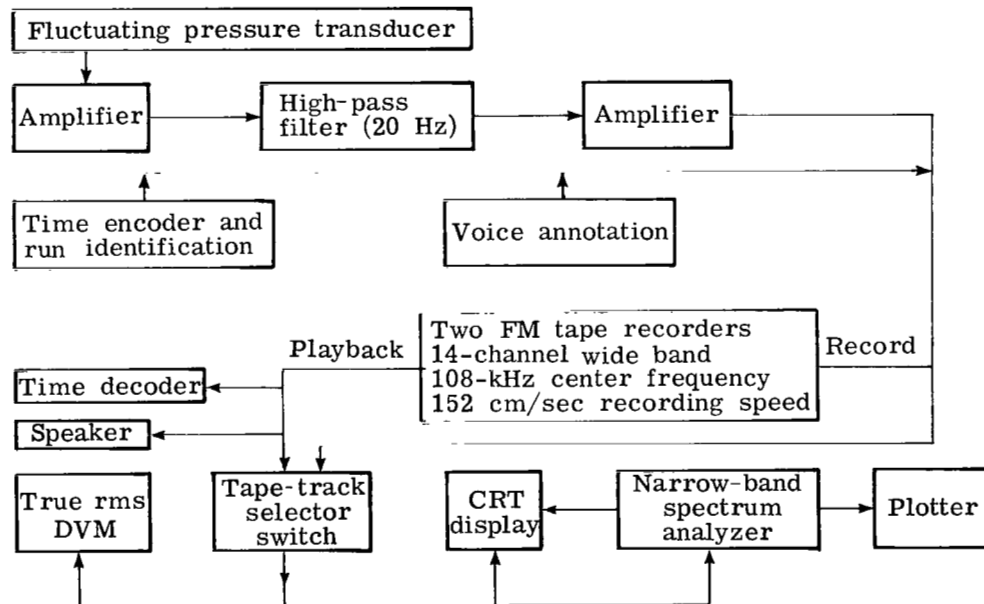 Fluctuating pressure transducer
Amplifier
High-pass
filter (20 Hz)
Amplifier
Time encoder and
run identification
Voice annotation
Playback
Two FM tape recorders
14-channel wide band
108-kHz center frequency
152 cm/sec recording speed
Record
Time decoder
Speaker
True rms
DVM
Tape-track
selector
switch
CRT
display
Narrow-band
spectrum
analyzer
Plotter